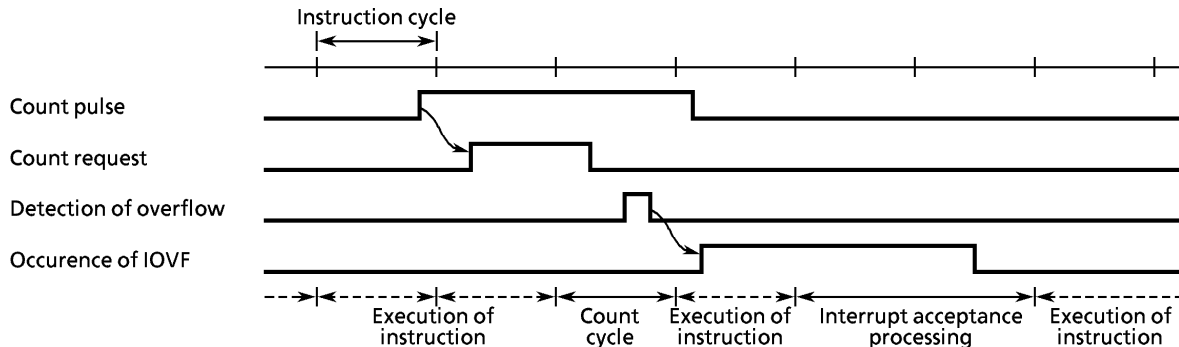 Instruction cycle
Count pulse
Count request
Detection of overflow
Occurence of IOVF
Execution of
instruction
Count
cycle
Execution of
instruction
Interrupt acceptance
processing
Execution of
instruction